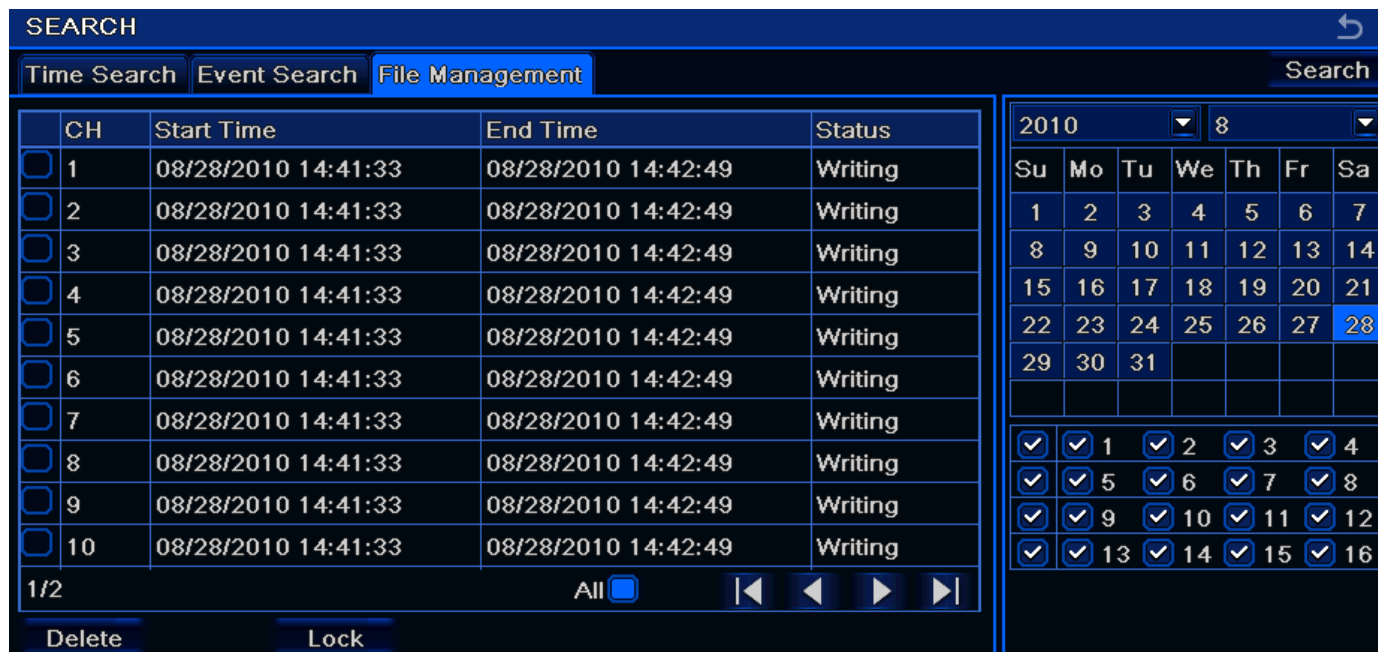 SEARCH
Time Search Event Search File Management Search
CH Start Time End Time Status
1 08/28/2010 14:41:33 08/28/2010 14:42:49 Writing
2 08/28/2010 14:41:33 08/28/2010 14:42:49 Writing
3 08/28/2010 14:41:33 08/28/2010 14:42:49 Writing
4 08/28/2010 14:41:33 08/28/2010 14:42:49 Writing
5 08/28/2010 14:41:33 08/28/2010 14:42:49 Writing
6 08/28/2010 14:41:33 08/28/2010 14:42:49 Writing
7 08/28/2010 14:41:33 08/28/2010 14:42:49 Writing
8 08/28/2010 14:41:33 08/28/2010 14:42:49 Writing
9 08/28/2010 14:41:33 08/28/2010 14:42:49 Writing
10 08/28/2010 14:41:33 08/28/2010 14:42:49 Writing
1/2 All
Delete Lock
2010 8
Su Mo Tu We Th Fr Sa
1 2 3 4 5 6 7
8 9 10 11 12 13 14
15 16 17 18 19 20 21
22 23 24 25 26 27 28
29 30 31
1 2 3 4
5 6 7 8
9 10 11 12
13 14 15 16